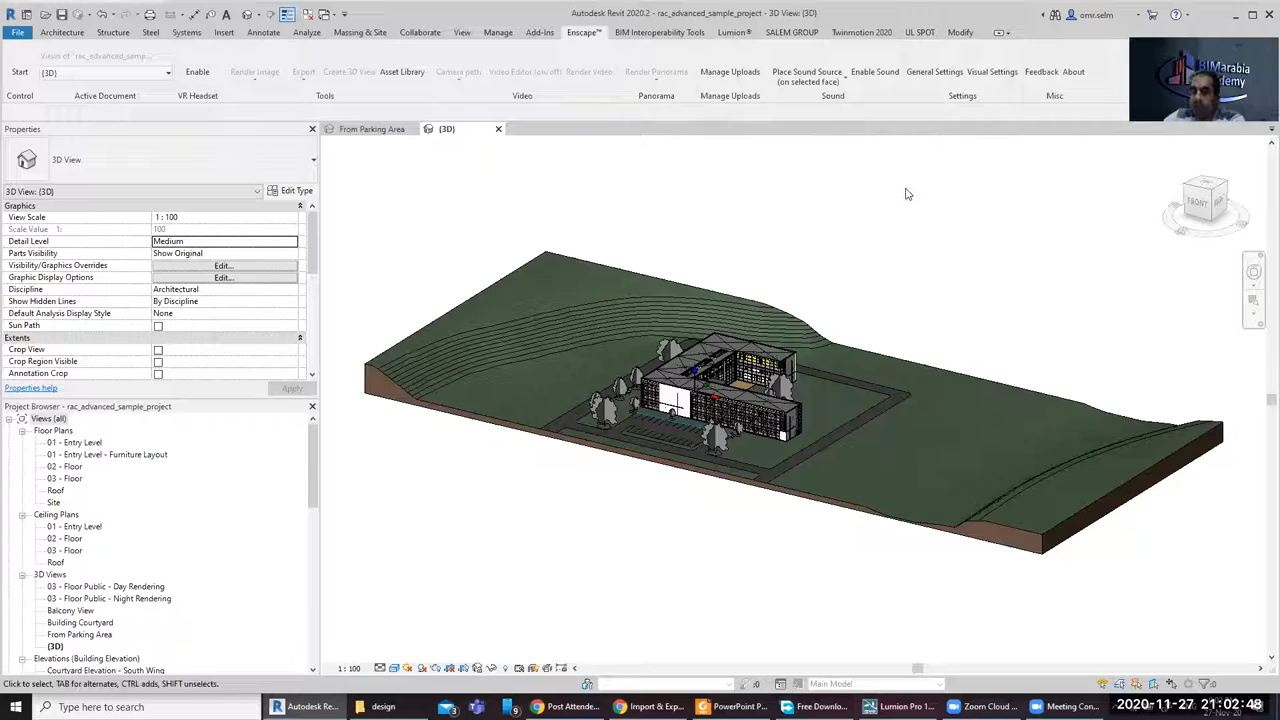 Autodesk Revit 2020.2 - rac_advanced_sample_project - 3D View: {3D}
omr.selm
File Architecture Structure Steel Systems Insert Annotate Analyze Massing & Site Collaborate View Manage Add-Ins Enscape™ BIM Interoperability Tools Lumion® SALEM GROUP Twinmotion 2020 UL SPOT Modify
Views of "rac_advanced_samp...
Start {3D} Enable Render Image Export Create 3D View Asset Library Camera path Video Editor (on/off) Render Video Render Panorama Manage Uploads Place Sound Source Enable Sound General Settings Visual Settings Feedback About
(on selected face)
Control Active Document VR Headset Tools Video Panorama Manage Uploads Sound Settings Misc
BIMarabia
Properties
From Parking Area {3D}
3D View
3D View: {3D} Edit Type
Graphics
View Scale 1 : 100
Scale Value 1: 100
Detail Level Medium
Parts Visibility Show Original
Visibility/Graphics Overrides Edit...
Graphic Display Options Edit...
Discipline Architectural
Show Hidden Lines By Discipline
Default Analysis Display Style None
Sun Path
Extents
Crop View
Crop Region Visible
Annotation Crop
Properties help Apply
FRONT
Project Browser - rac_advanced_sample_project
Views (all)
Floor Plans
01 - Entry Level
01 - Entry Level - Furniture Layout
02 - Floor
03 - Floor
Roof
Site
Ceiling Plans
01 - Entry Level
02 - Floor
03 - Floor
Roof
3D Views
03 - Floor Public - Day Rendering
03 - Floor Public - Night Rendering
Balcony View
Building Courtyard
From Parking Area
{3D}
Elevations (Building Elevation)
Courtyard Elevation - South Wing
1 : 100
Click to select, TAB for alternates, CTRL adds, SHIFT unselects.
:0 Main Model :0
Type here to search
Autodesk Re... design Post Attende... Import & Exp... PowerPoint P... Free Downlo... Lumion Pro 1... Zoom Cloud ... Meeting Con...
2020-11-27 21:02:48
27-Nov-20